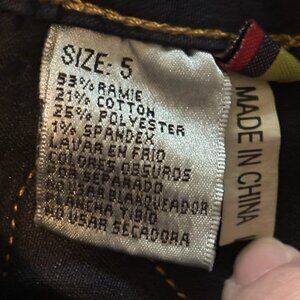 SIZE: 5
53% RAMIE
21% COTTON
25% POLYESTER
1% SPANDEX
LAVAR EN FRIO
COLORES OBSUROS
POR SEPARADO
NO USAR BLANQUEADOR
PLANCHA TIBIO
NO USAR SECADORA
MADE IN CHINA